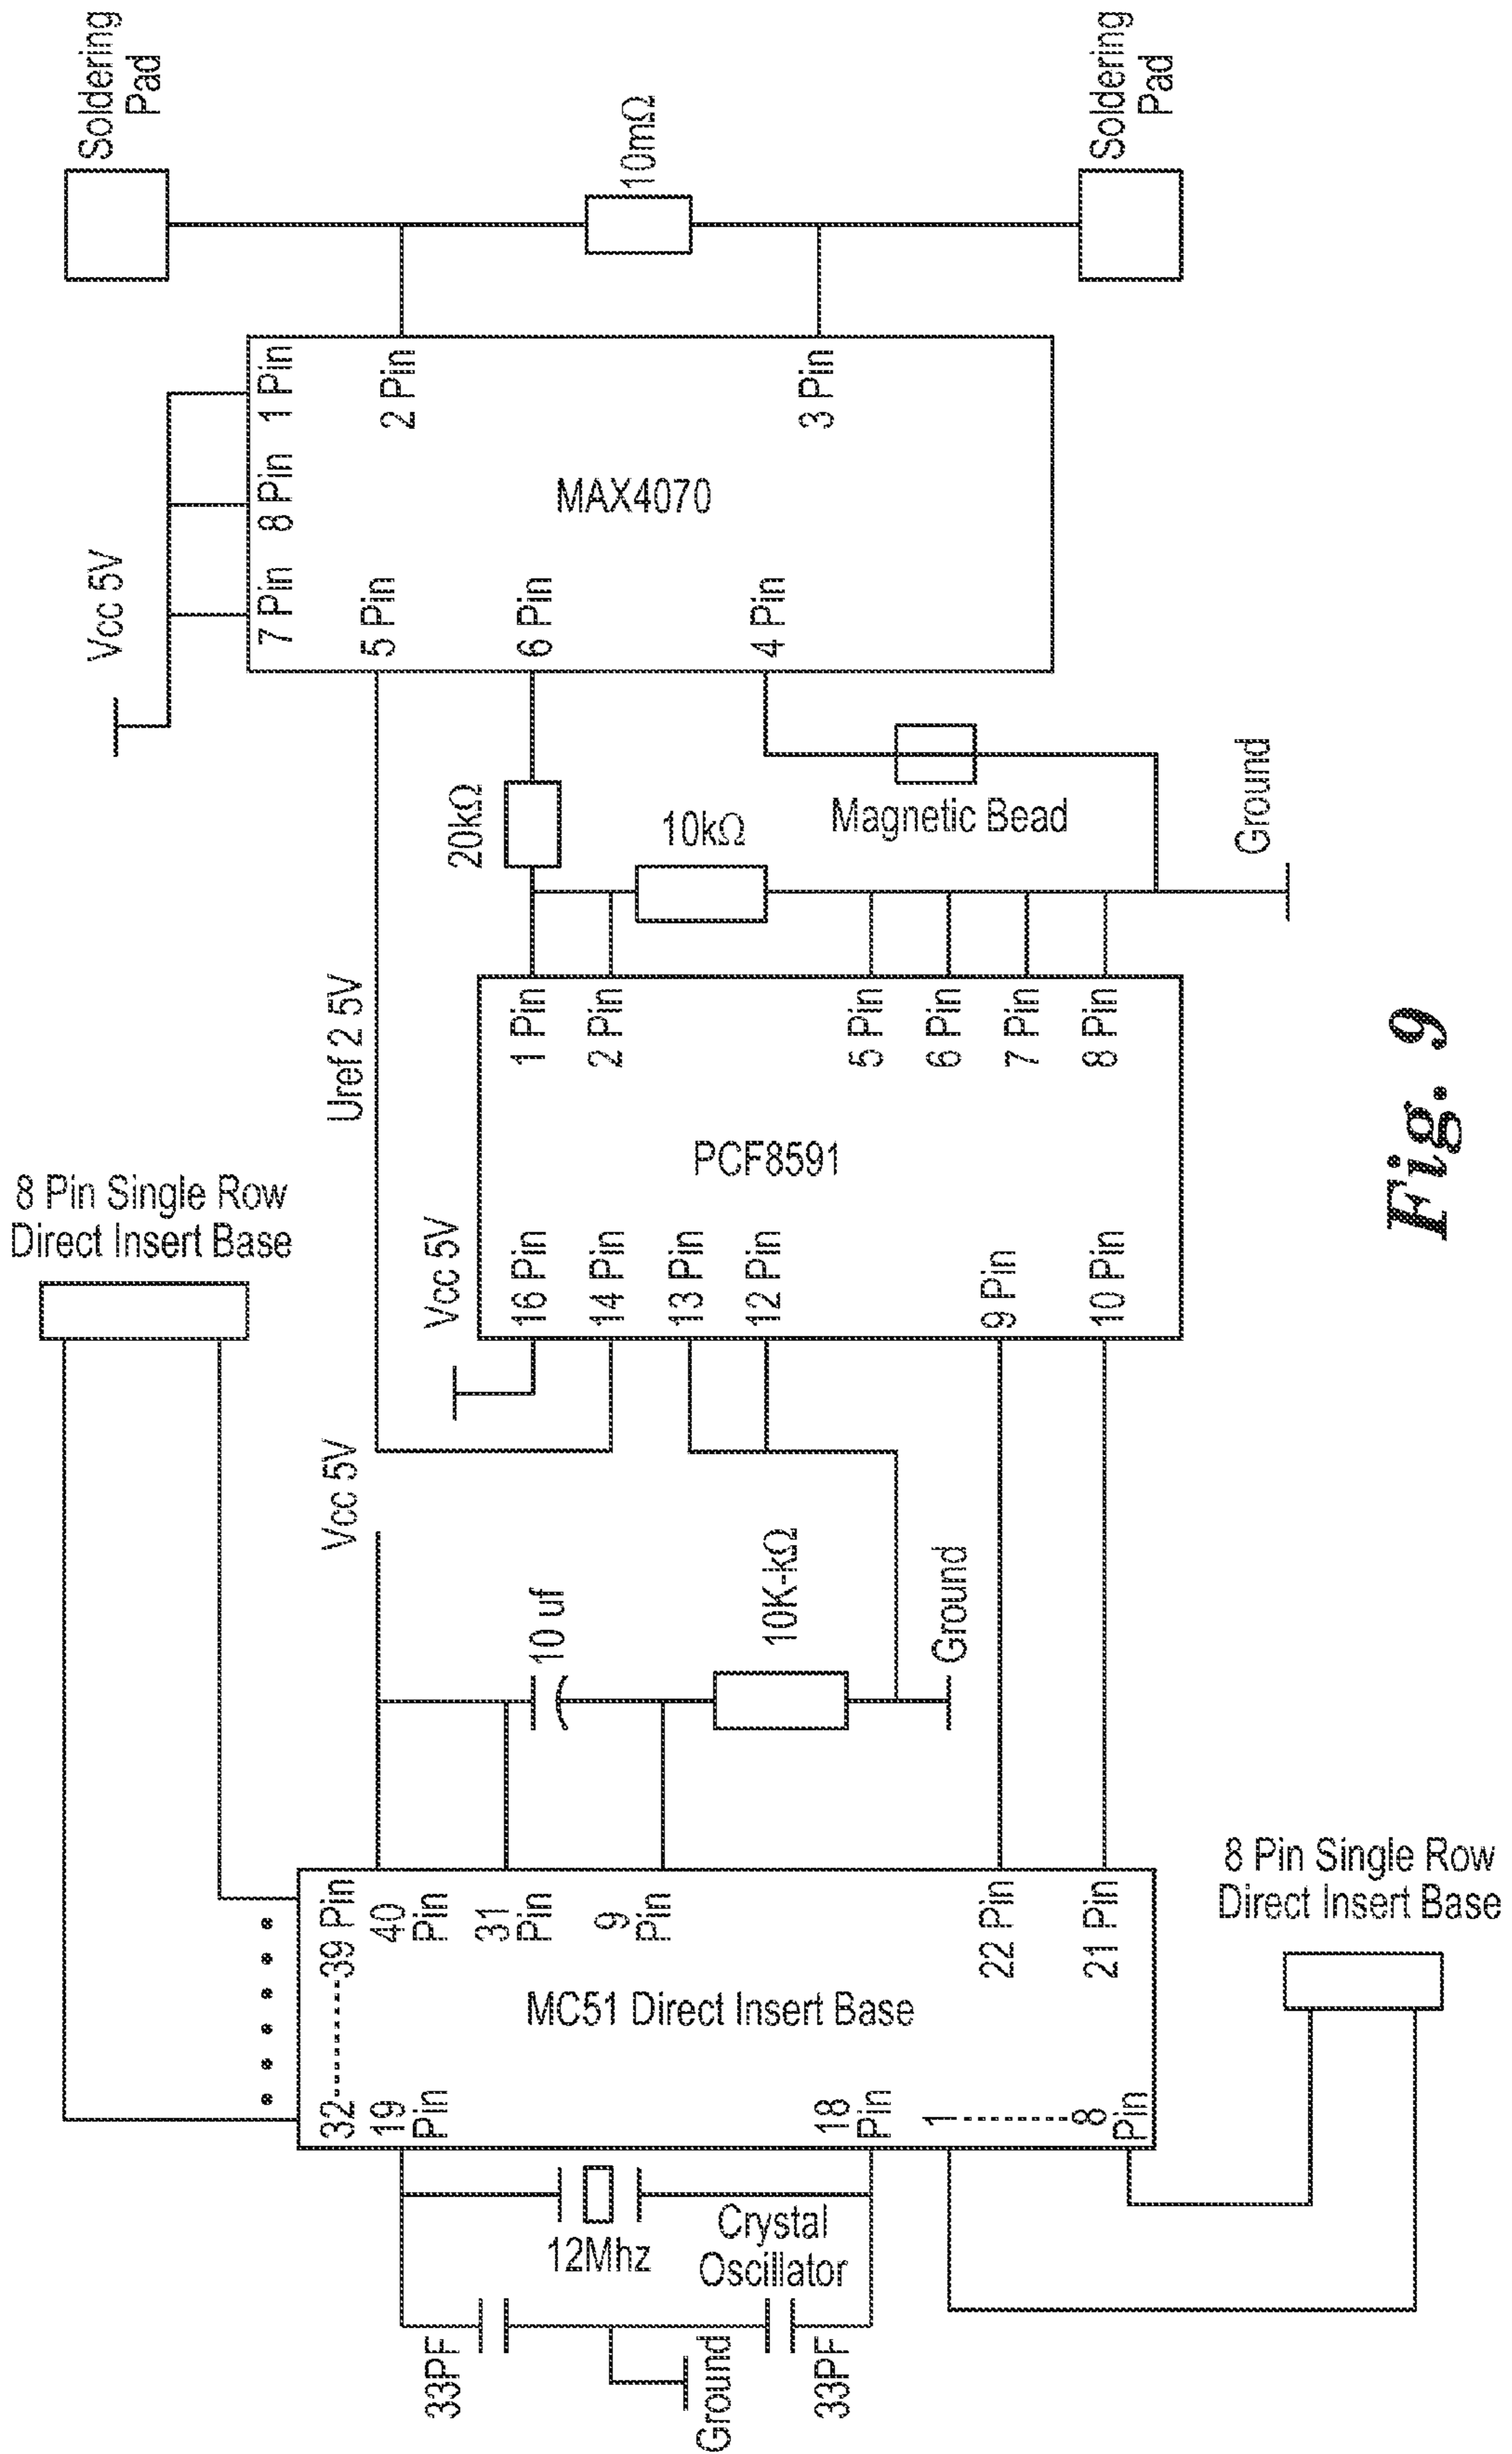 8 Pin Single Row
Direct Insert Base
33PF
Ground
33PF
12Mhz
Crystal
Oscillator
32 39 Pin
19
Pin
18
Pin
1 8
Pin
MC51 Direct Insert Base
40
Pin
31
Pin
9
Pin
22 Pin
21 Pin
8 Pin Single Row
Direct Insert Base
Vcc 5V
10 uf
10K-kΩ
Ground
Vcc 5V
16 Pin
14 Pin
13 Pin
12 Pin
9 Pin
10 Pin
PCF8591
1 Pin
2 Pin
5 Pin
6 Pin
7 Pin
8 Pin
Uref 2 5V
20kΩ
10kΩ
Magnetic Bead
Ground
Vcc 5V
7 Pin 8 Pin 1 Pin
5 Pin
6 Pin
4 Pin
MAX4070
2 Pin
3 Pin
10mΩ
Soldering
Pad
Soldering
Pad
Fig. 9